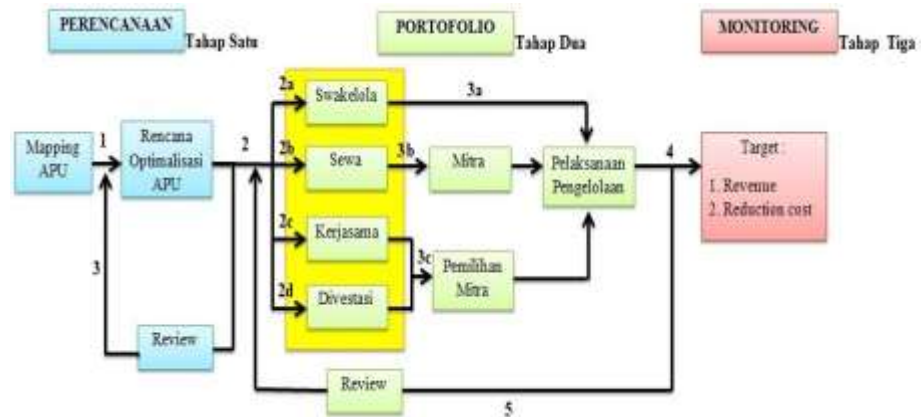 PERENCANAAN
Tahap Satu
PORTOFOLIO
Tahap Dua
MONITORING
Tahap Tiga
Mapping
APU
1
Rencana
Optimalisasi
APU
2
3
Review
2a
Swakelola
3a
2b
Sewa
3b
Mitra
2c
Kerjasama
3c
Pemilihan
Mitra
2d
Divestasi
Pelaksanaan
Pengelolaan
4
Target :
1. Revenue
2. Reduction cost
Review
5